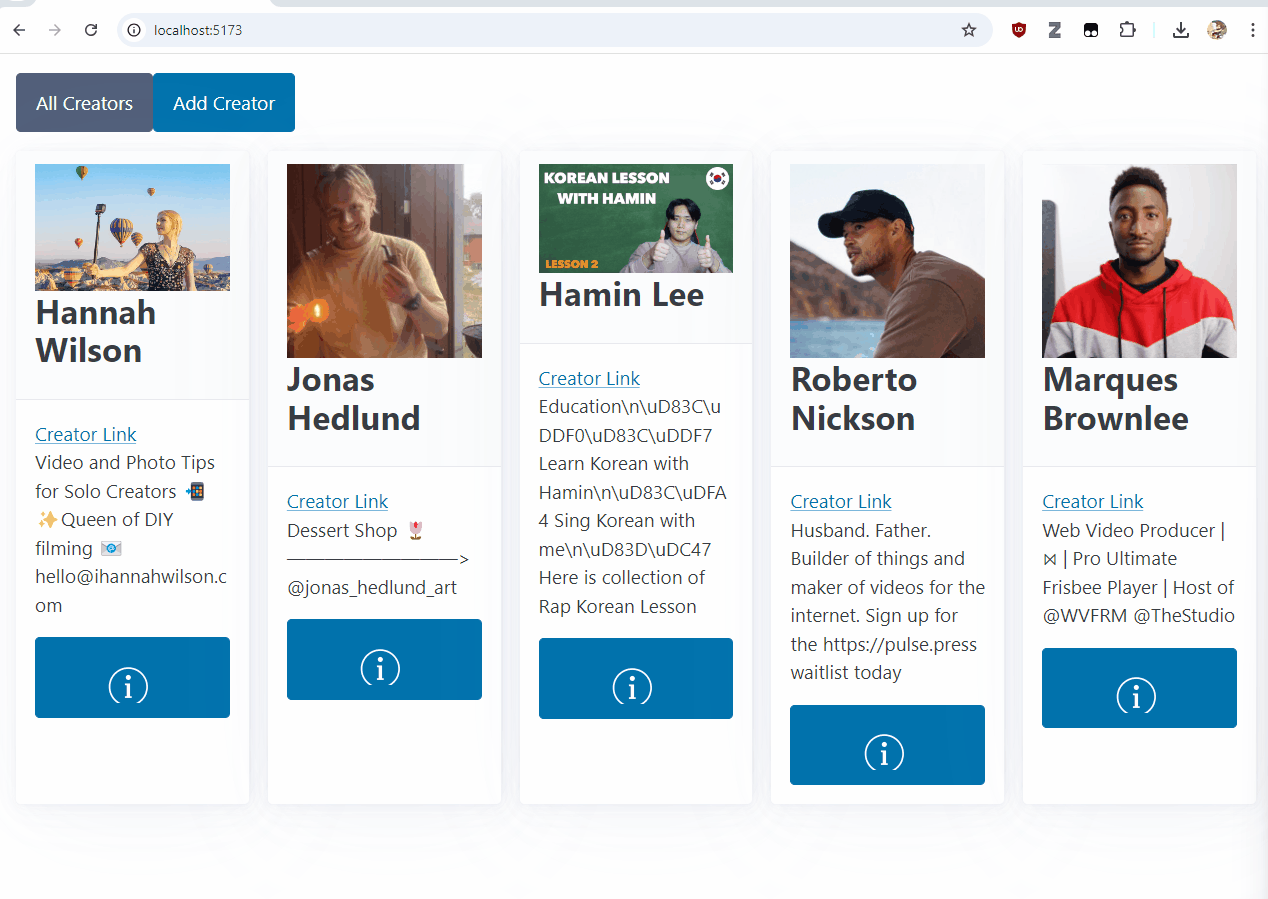 localhost:5173
All Creators
Add Creator
Hannah
Wilson
Creator Link
Video and Photo Tips
for Solo Creators 📲
✨Queen of DIY
filming 📧
hello@ihannahwilson.c
om
Jonas
Hedlund
Creator Link
Dessert Shop 🌷
—————————>
@jonas_hedlund_art
KOREAN LESSON
WITH HAMIN
LESSON 2
Hamin Lee
Creator Link
Education\n\uD83C\u
DDF0\uD83C\uDDF7
Learn Korean with
Hamin\n\uD83C\uDFA
4 Sing Korean with
me\n\uD83D\uDC47
Here is collection of
Rap Korean Lesson
Roberto
Nickson
Creator Link
Husband. Father.
Builder of things and
maker of videos for the
internet. Sign up for
the https://pulse.press
waitlist today
Marques
Brownlee
Creator Link
Web Video Producer |
⋈ | Pro Ultimate
Frisbee Player | Host of
@WVFRM @TheStudio